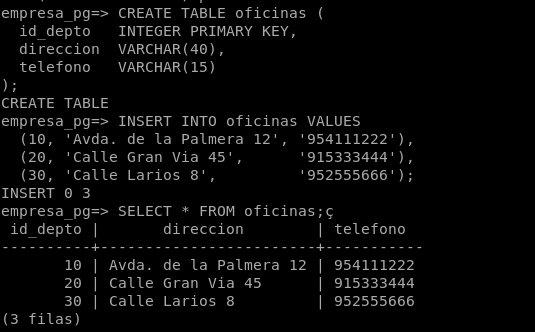 empresa_pg=> CREATE TABLE oficinas (
  id_depto   INTEGER PRIMARY KEY,
  direccion  VARCHAR(40),
  telefono   VARCHAR(15)
);
CREATE TABLE
empresa_pg=> INSERT INTO oficinas VALUES
  (10, 'Avda. de la Palmera 12', '954111222'),
  (20, 'Calle Gran Via 45',      '915333444'),
  (30, 'Calle Larios 8',         '952555666');
INSERT 0 3
empresa_pg=> SELECT * FROM oficinas;ç
 id_depto |       direccion        | telefono
----------+------------------------+-----------
       10 | Avda. de la Palmera 12 | 954111222
       20 | Calle Gran Via 45      | 915333444
       30 | Calle Larios 8         | 952555666
(3 filas)